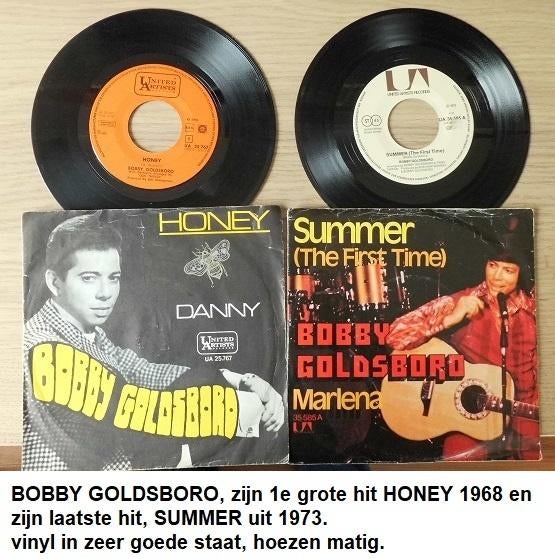 UNITED
ARTISTS
UA 25.767
HONEY
BOBBY GOLDSBORO
UA
UNITED ARTISTS RECORDS
ST 45
UA 35 585 A
SUMMER (The First Time)
BOBBY GOLDSBORO
HONEY
DANNY
UNITED
ARTISTS
UA 25.767
BOBBY GOLDSBORO
Summer
(The First Time)
BOBBY
GOLDSBORO
Marlena
35 585 A
UA
BOBBY GOLDSBORO, zijn 1e grote hit HONEY 1968 en
zijn laatste hit, SUMMER uit 1973.
vinyl in zeer goede staat, hoezen matig.